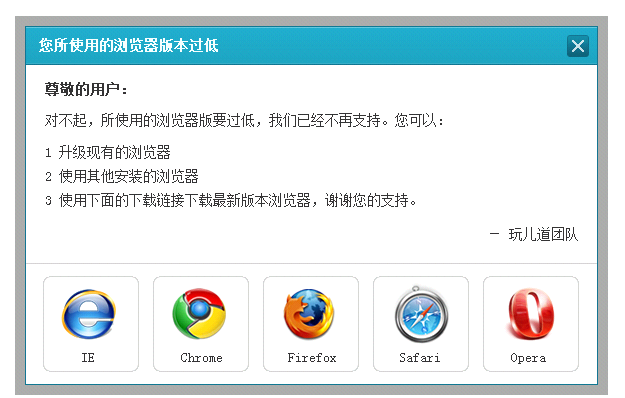 您所使用的浏览器版本过低
尊敬的用户：
对不起，所使用的浏览器版要过低，我们已经不再支持。您可以：
1 升级现有的浏览器
2 使用其他安装的浏览器
3 使用下面的下载链接下载最新版本浏览器，谢谢您的支持。
— 玩儿道团队
IE
Chrome
Firefox
Safari
Opera